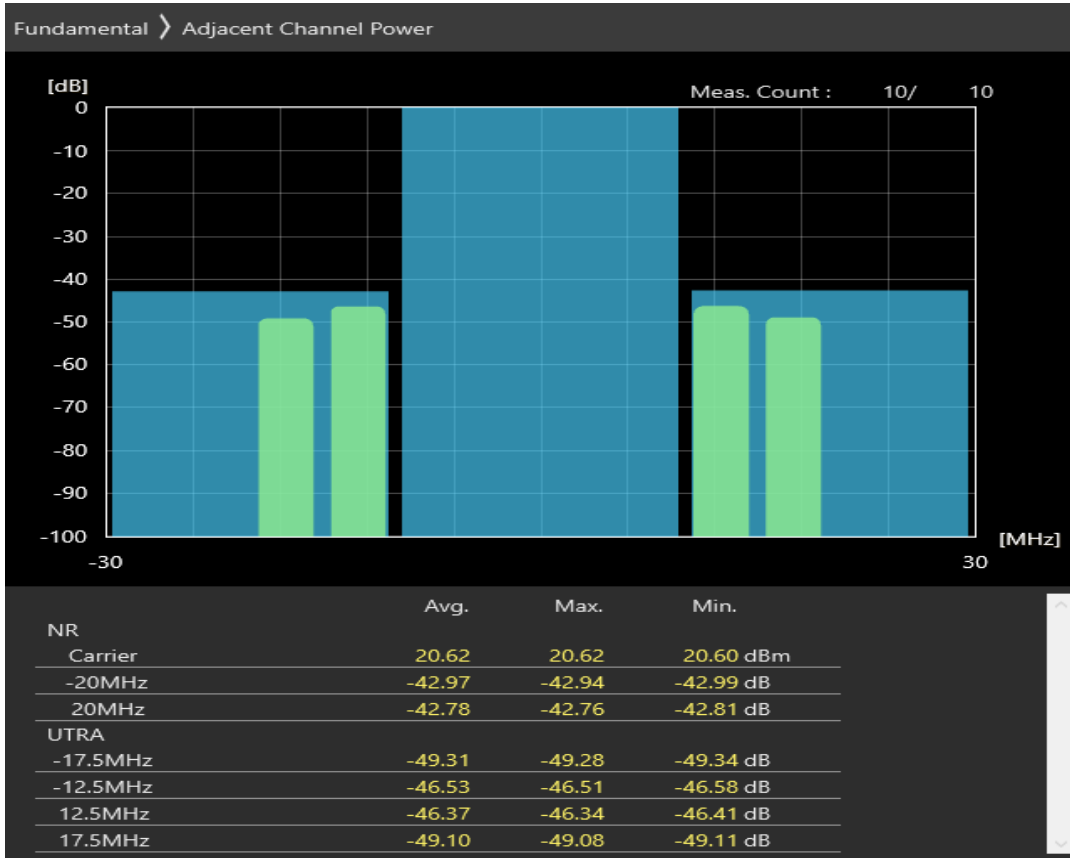 Fundamental 〉 Adjacent Channel Power
[dB]
Meas. Count : 10/ 10
0
-10
-20
-30
-40
-50
-60
-70
-80
-90
-100
[MHz]
-30 30
Avg. Max. Min.
NR
Carrier 20.62 20.62 20.60 dBm
-20MHz -42.97 -42.94 -42.99 dB
20MHz -42.78 -42.76 -42.81 dB
UTRA
-17.5MHz -49.31 -49.28 -49.34 dB
-12.5MHz -46.53 -46.51 -46.58 dB
12.5MHz -46.37 -46.34 -46.41 dB
17.5MHz -49.10 -49.08 -49.11 dB